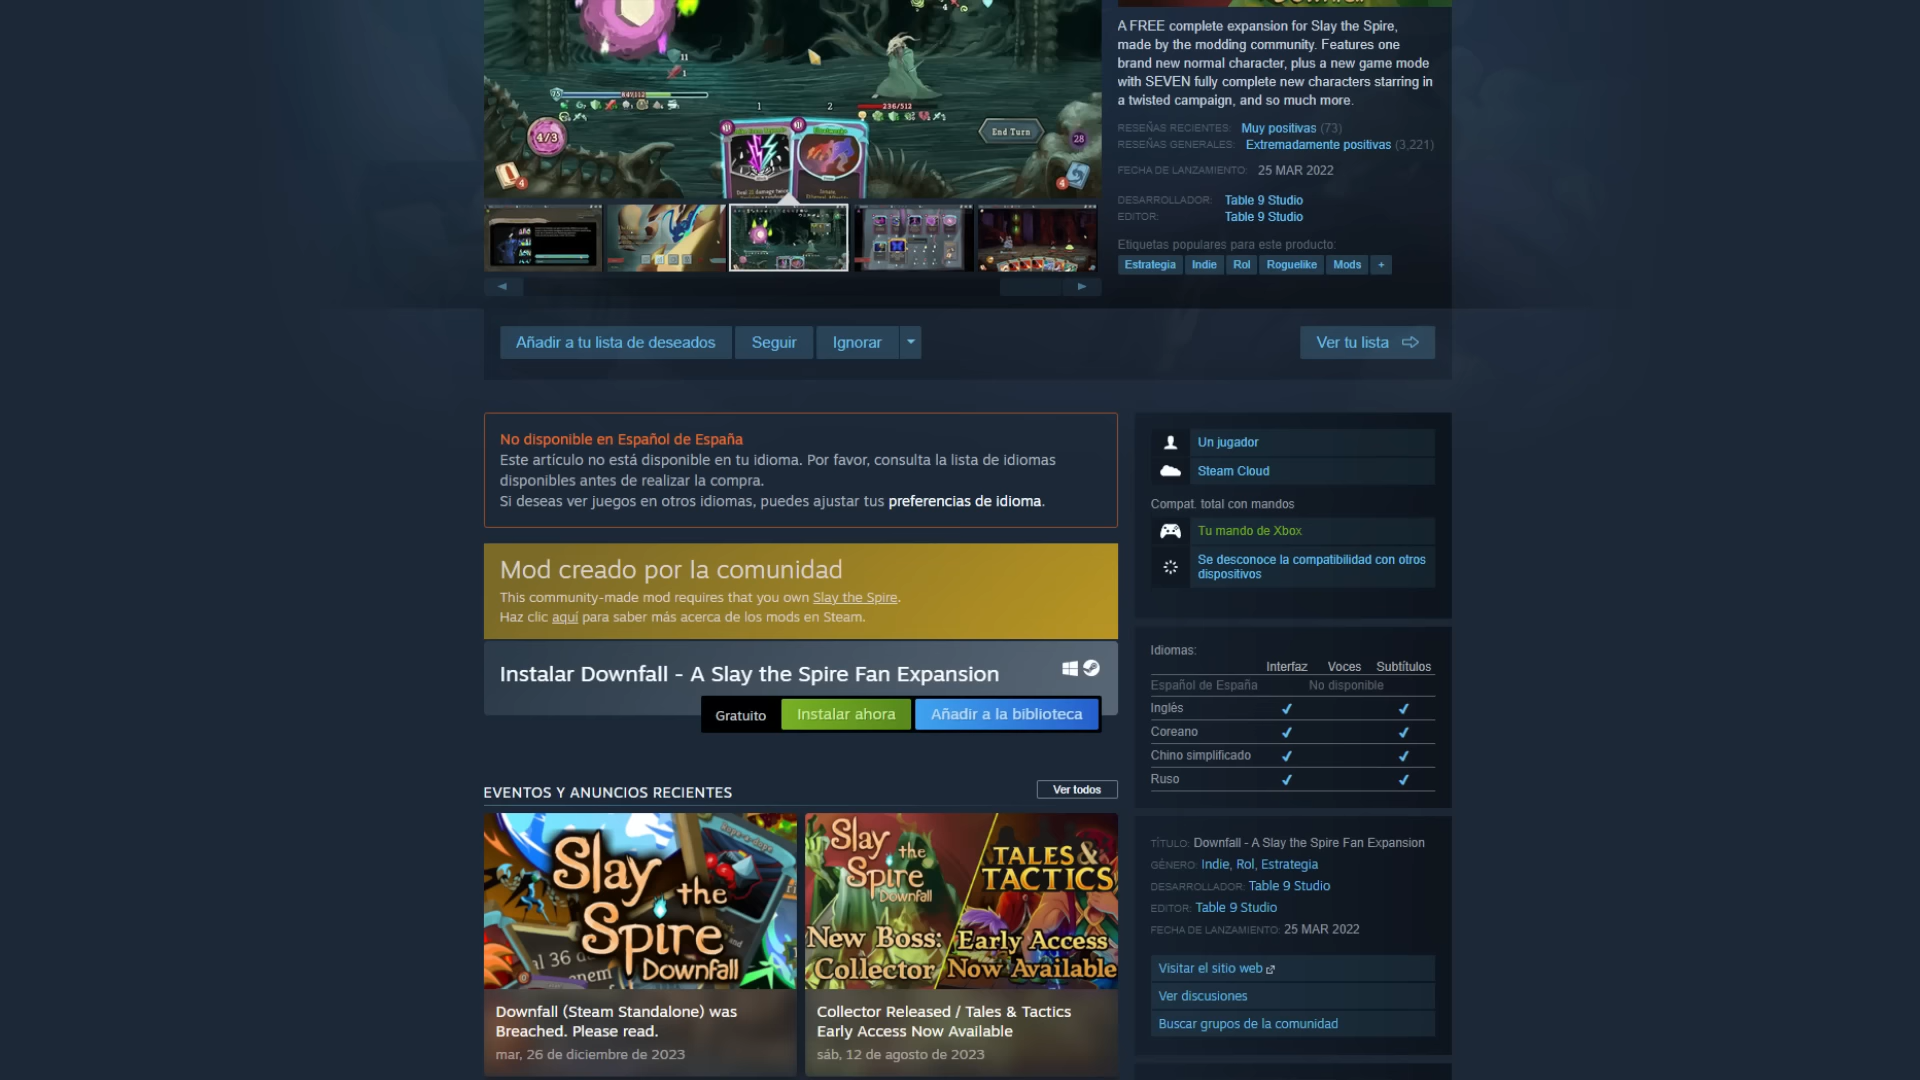 A FREE complete expansion for Slay the Spire,
made by the modding community. Features one
brand new normal character, plus a new game mode
with SEVEN fully complete new characters starring in
a twisted campaign, and so much more.
RESEÑAS RECIENTES: Muy positivas (73)
RESEÑAS GENERALES: Extremadamente positivas (3,221)
FECHA DE LANZAMIENTO: 25 MAR 2022
DESARROLLADOR: Table 9 Studio
EDITOR: Table 9 Studio
Etiquetas populares para este producto:
Estrategia Indie Rol Roguelike Mods +
11
1
1 2
236/512
4/3
End Turn
28
4
4
Añadir a tu lista de deseados Seguir Ignorar
Ver tu lista
No disponible en Español de España
Este artículo no está disponible en tu idioma. Por favor, consulta la lista de idiomas
disponibles antes de realizar la compra.
Si deseas ver juegos en otros idiomas, puedes ajustar tus preferencias de idioma.
Mod creado por la comunidad
This community-made mod requires that you own Slay the Spire.
Haz clic aquí para saber más acerca de los mods en Steam.
Instalar Downfall - A Slay the Spire Fan Expansion
Gratuito Instalar ahora Añadir a la biblioteca
EVENTOS Y ANUNCIOS RECIENTES Ver todos
Slay the Spire Downfall
Downfall (Steam Standalone) was
Breached. Please read.
mar, 26 de diciembre de 2023
Slay the Spire Downfall
New Boss: Collector
TALES & TACTICS
Early Access Now Available
Collector Released / Tales & Tactics
Early Access Now Available
sáb, 12 de agosto de 2023
Un jugador
Steam Cloud
Compat. total con mandos
Tu mando de Xbox
Se desconoce la compatibilidad con otros
dispositivos
Idiomas:
Interfaz Voces Subtítulos
Español de España No disponible
Inglés ✔ ✔
Coreano ✔ ✔
Chino simplificado ✔ ✔
Ruso ✔ ✔
TÍTULO: Downfall - A Slay the Spire Fan Expansion
GÉNERO: Indie, Rol, Estrategia
DESARROLLADOR: Table 9 Studio
EDITOR: Table 9 Studio
FECHA DE LANZAMIENTO: 25 MAR 2022
Visitar el sitio web
Ver discusiones
Buscar grupos de la comunidad